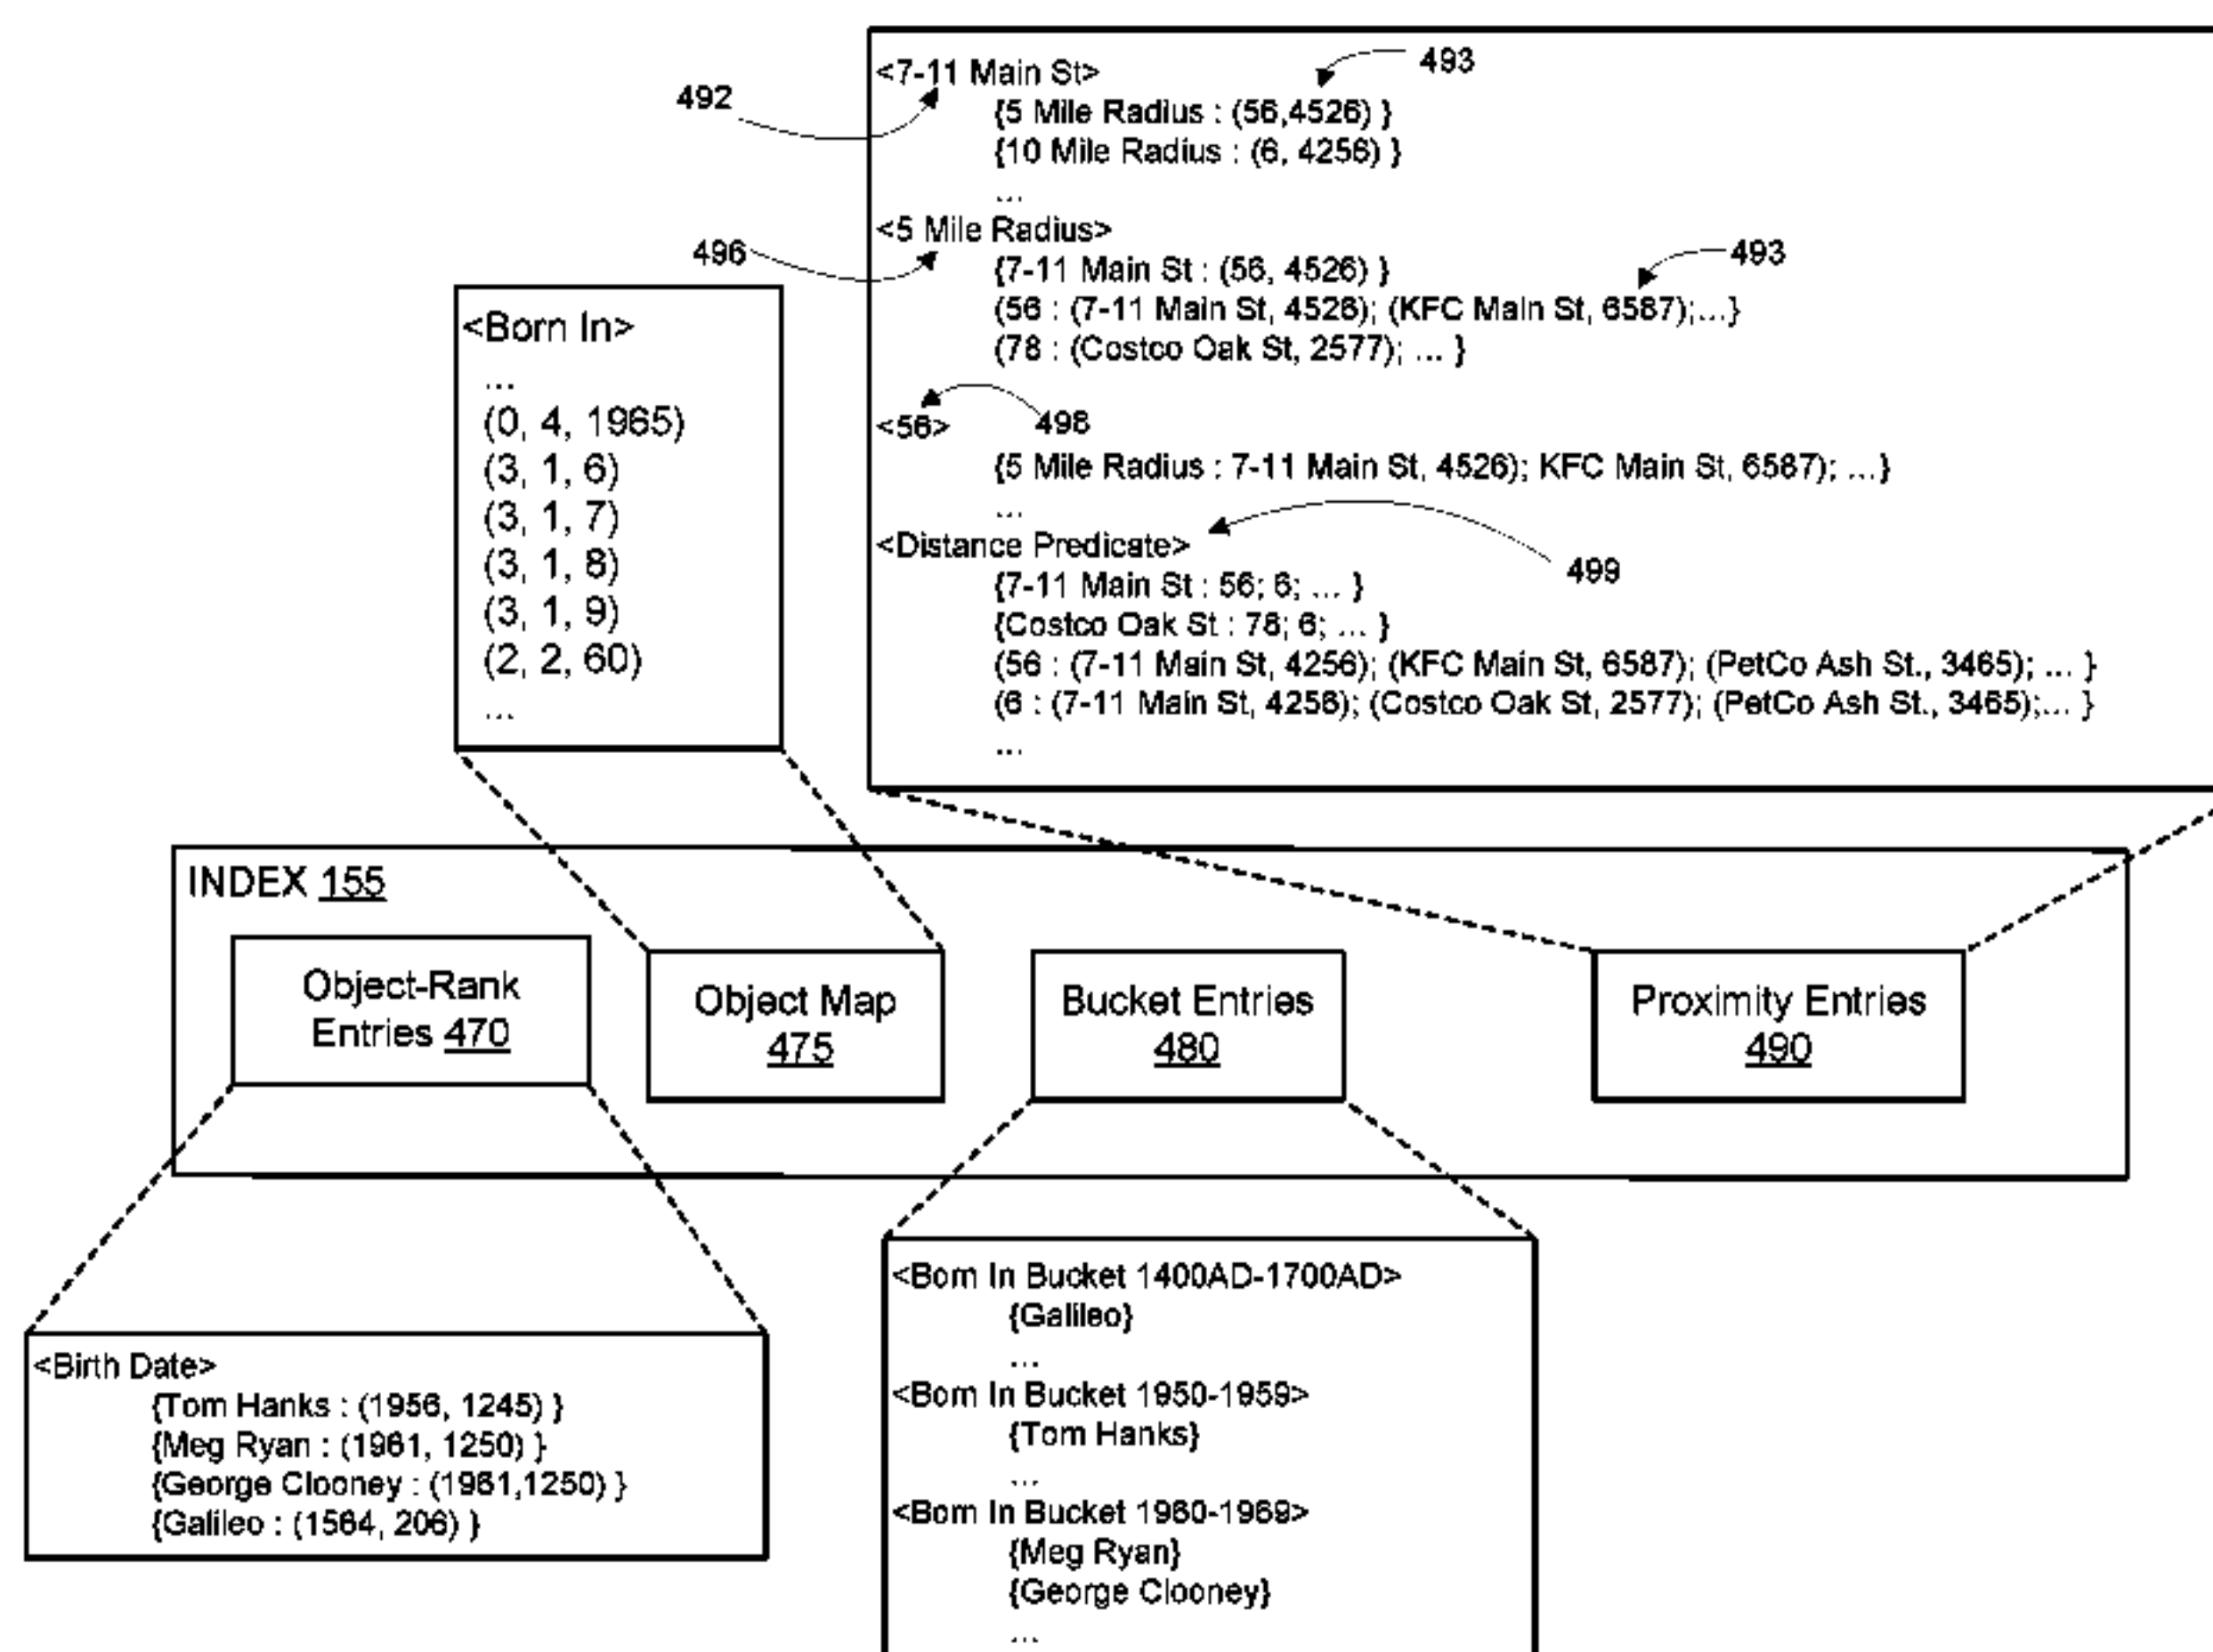 <7-11 Main St>
493
492
{5 Mile Radius : (56,4526) }
{10 Mile Radius : (6, 4256) }
...
<5 Mile Radius>
496
493
{7-11 Main St : (56, 4526) }
(56 : (7-11 Main St, 4526); (KFC Main St, 6587);...}
(78 : (Costco Oak St, 2577); ... }
<56>
498
{5 Mile Radius : 7-11 Main St, 4526); KFC Main St, 6587); ...}
...
<Distance Predicate>
499
{7-11 Main St : 56; 6; ... }
{Costco Oak St : 78; 6; ... }
(56 : (7-11 Main St, 4256); (KFC Main St, 6587); (PetCo Ash St., 3465); ... }
(6 : (7-11 Main St, 4256); (Costco Oak St, 2577); (PetCo Ash St., 3465);... }
...
<Born In>
...
(0, 4, 1965)
(3, 1, 6)
(3, 1, 7)
(3, 1, 8)
(3, 1, 9)
(2, 2, 60)
...
INDEX 155
Object-Rank
Entries 470
Object Map
475
Bucket Entries
480
Proximity Entries
490
<Birth Date>
{Tom Hanks : (1956, 1245) }
{Meg Ryan : (1961, 1250) }
{George Clooney : (1961,1250) }
{Galileo : (1564, 206) }
<Born In Bucket 1400AD-1700AD>
{Galileo}
...
<Born In Bucket 1950-1959>
{Tom Hanks}
...
<Born In Bucket 1960-1969>
{Meg Ryan}
{George Clooney}
...